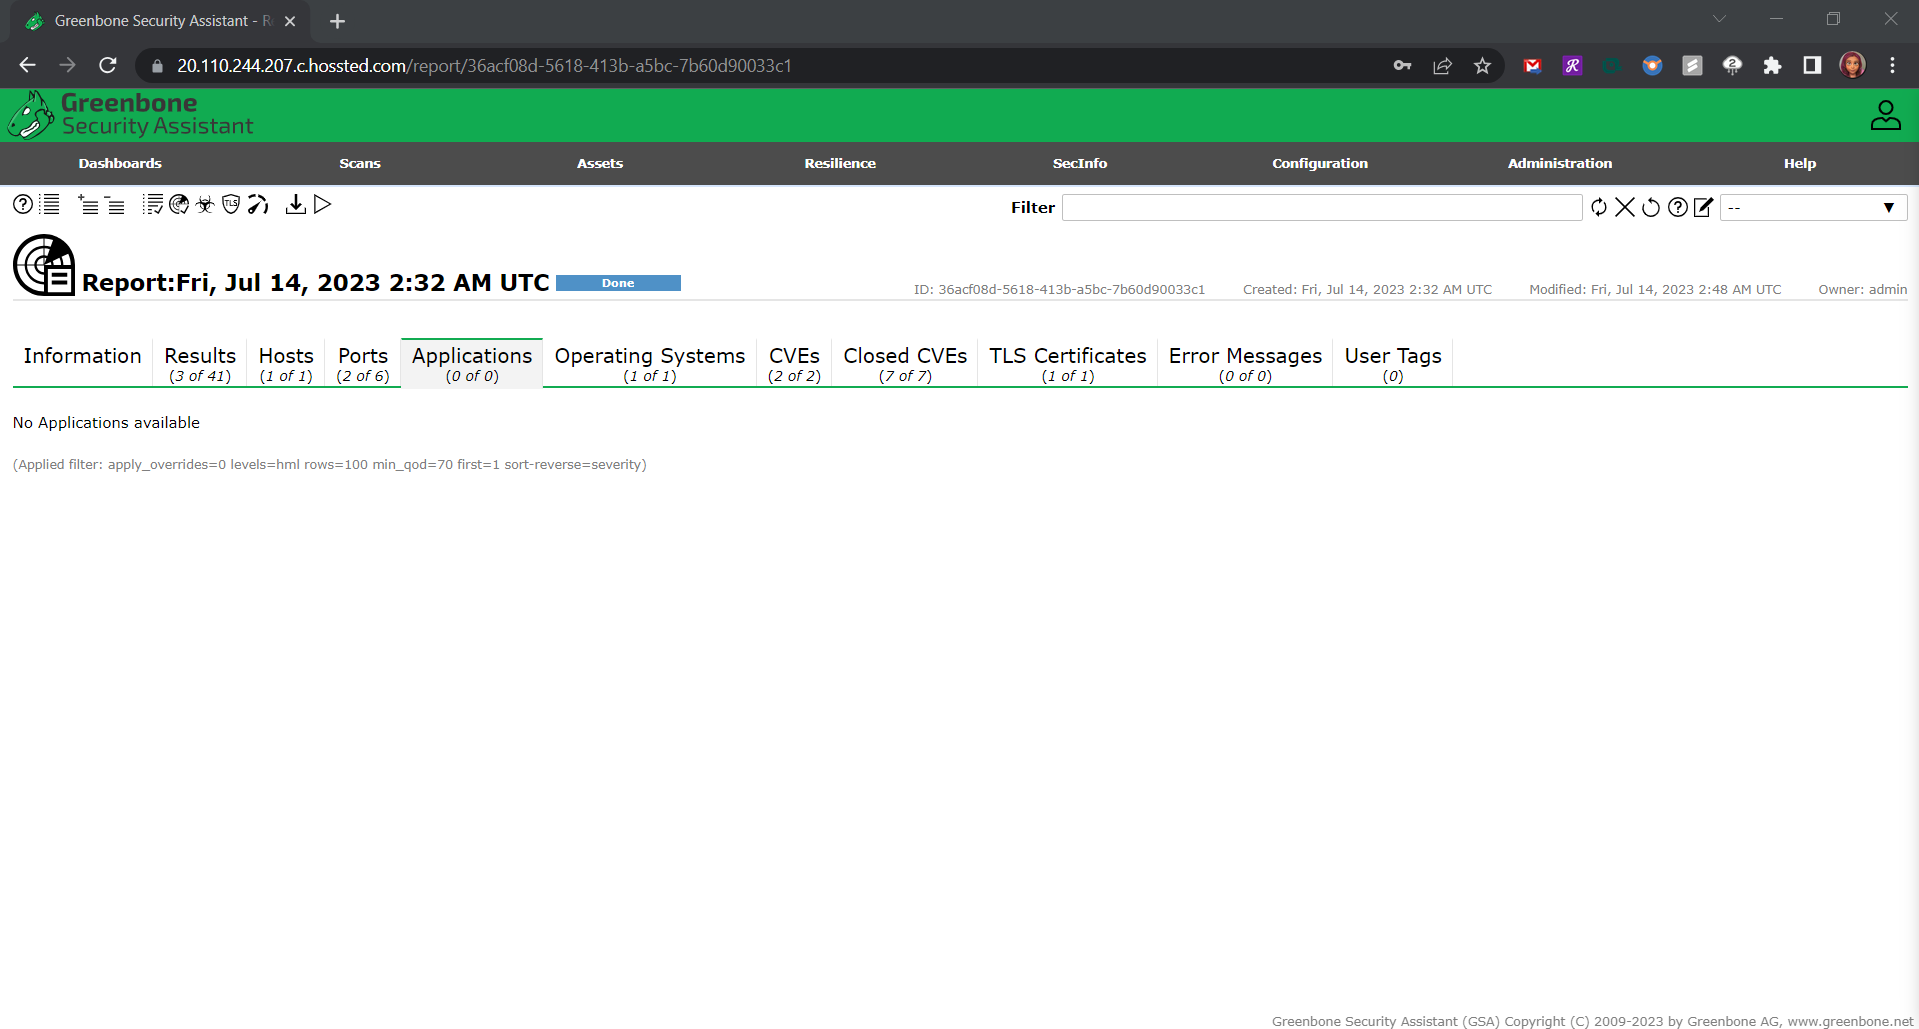 Greenbone Security Assistant - R
20.110.244.207.c.hossted.com/report/36acf08d-5618-413b-a5bc-7b60d90033c1
Greenbone
Security Assistant
Dashboards Scans Assets Resilience SecInfo Configuration Administration Help
TLS
Filter
--
Report:Fri, Jul 14, 2023 2:32 AM UTC Done ID: 36acf08d-5618-413b-a5bc-7b60d90033c1 Created: Fri, Jul 14, 2023 2:32 AM UTC Modified: Fri, Jul 14, 2023 2:48 AM UTC Owner: admin
Information Results Hosts Ports Applications Operating Systems CVEs Closed CVEs TLS Certificates Error Messages User Tags
(3 of 41) (1 of 1) (2 of 6) (0 of 0) (1 of 1) (2 of 2) (7 of 7) (1 of 1) (0 of 0) (0)
No Applications available
(Applied filter: apply_overrides=0 levels=hml rows=100 min_qod=70 first=1 sort-reverse=severity)
Greenbone Security Assistant (GSA) Copyright (C) 2009-2023 by Greenbone AG, www.greenbone.net